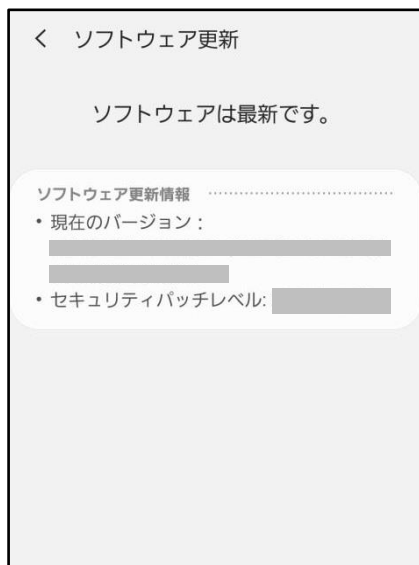 ソフトウェア更新
ソフトウェアは最新です。
ソフトウェア更新情報
・現在のバージョン：
・セキュリティパッチレベル: